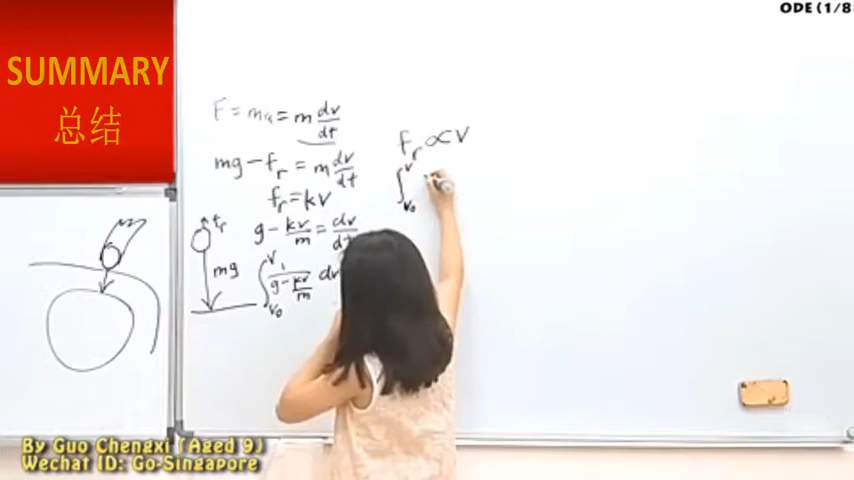 ODE (1/8
SUMMARY
总结
F = ma = m dv/dt
mg - fr = m dv/dt
fr = kv
g - kv/m = dv/dt
∫ v v₀ 1/(g - kv/m) dv
fr ∝ v
∫ v v₀
fr
mg
By Guo Chengxi (Aged 9)
Wechat ID: Go-Singapore